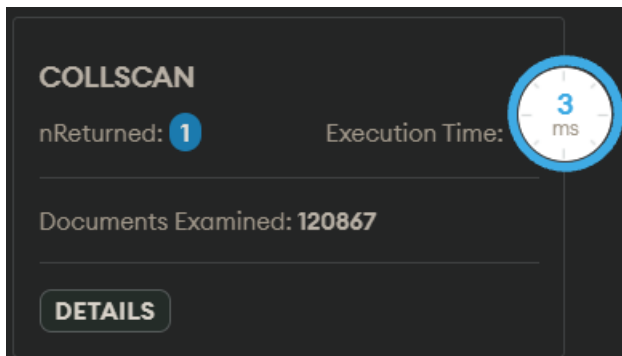 COLLSCAN
nReturned: 1
Execution Time: 3 ms
Documents Examined: 120867
DETAILS